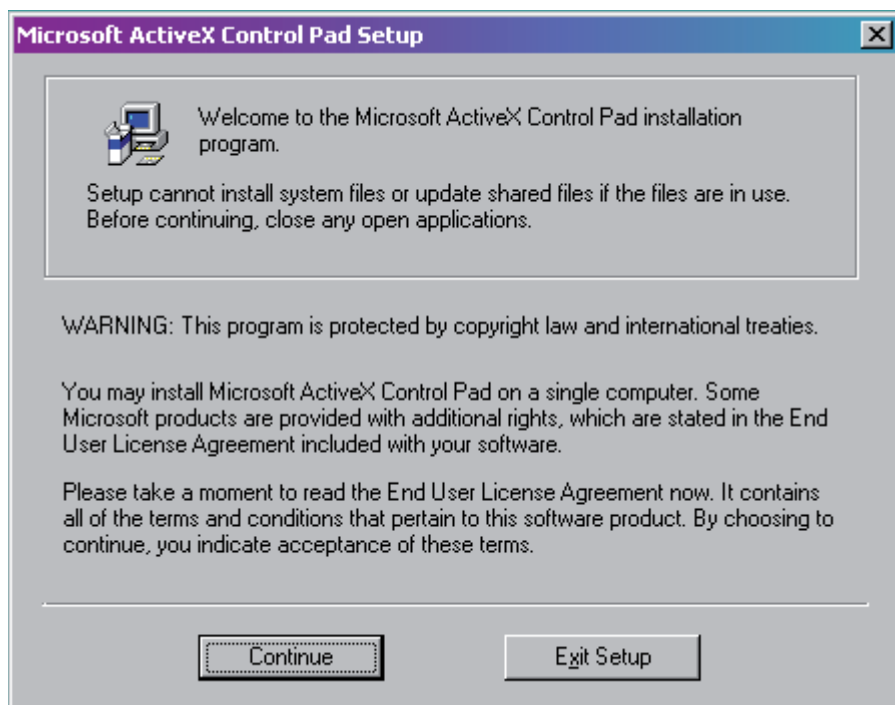 Microsoft ActiveX Control Pad Setup
Welcome to the Microsoft ActiveX Control Pad installation
program.
Setup cannot install system files or update shared files if the files are in use.
Before continuing, close any open applications.
WARNING: This program is protected by copyright law and international treaties.
You may install Microsoft ActiveX Control Pad on a single computer. Some
Microsoft products are provided with additional rights, which are stated in the End
User License Agreement included with your software.
Please take a moment to read the End User License Agreement now. It contains
all of the terms and conditions that pertain to this software product. By choosing to
continue, you indicate acceptance of these terms.
Continue
Exit Setup